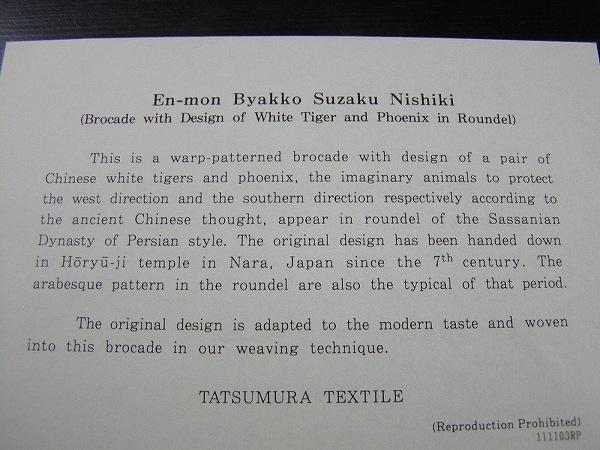 En-mon Byakko Suzaku Nishiki
(Brocade with Design of White Tiger and Phoenix in Roundel)
This is a warp-patterned brocade with design of a pair of
Chinese white tigers and phoenix, the imaginary animals to protect
the west direction and the southern direction respectively according to
the ancient Chinese thought, appear in roundel of the Sassanian
Dynasty of Persian style. The original design has been handed down
in Hōryū-ji temple in Nara, Japan since the 7th century. The
arabesque pattern in the roundel are also the typical of that period.
The original design is adapted to the modern taste and woven
into this brocade in our weaving technique.
TATSUMURA TEXTILE
(Reproduction Prohibited)
111103RP